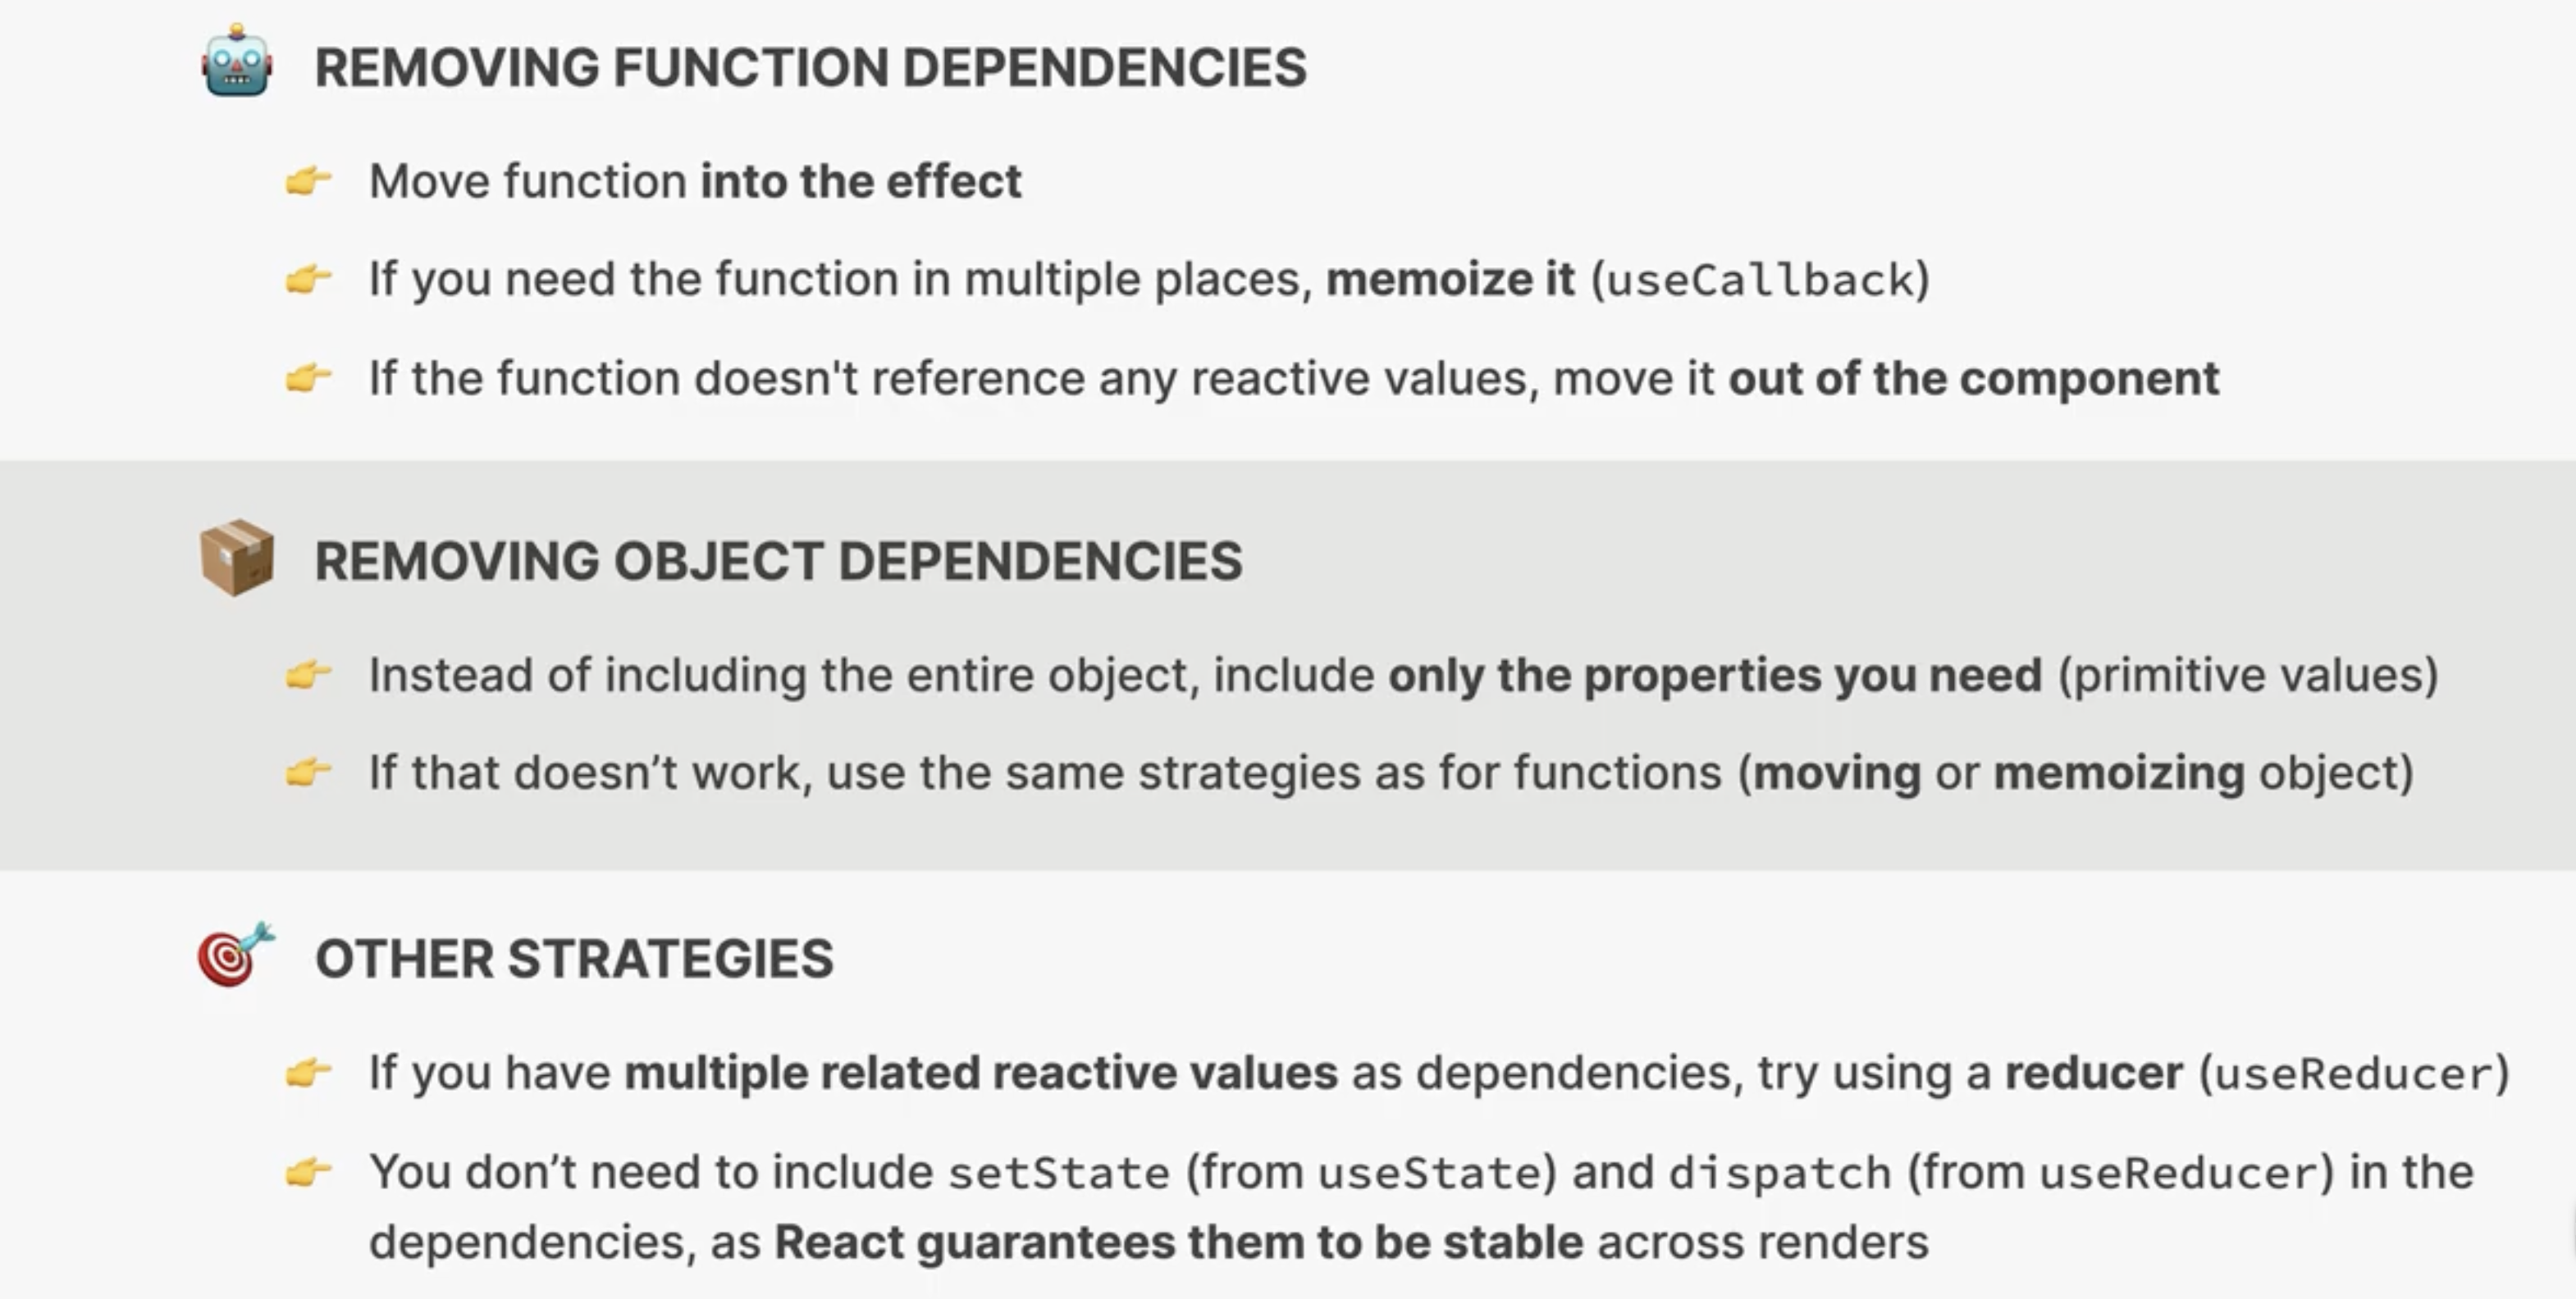 REMOVING FUNCTION DEPENDENCIES
Move function into the effect
If you need the function in multiple places, memoize it (useCallback)
If the function doesn't reference any reactive values, move it out of the component
REMOVING OBJECT DEPENDENCIES
Instead of including the entire object, include only the properties you need (primitive values)
If that doesn’t work, use the same strategies as for functions (moving or memoizing object)
OTHER STRATEGIES
If you have multiple related reactive values as dependencies, try using a reducer (useReducer)
You don’t need to include setState (from useState) and dispatch (from useReducer) in the
dependencies, as React guarantees them to be stable across renders